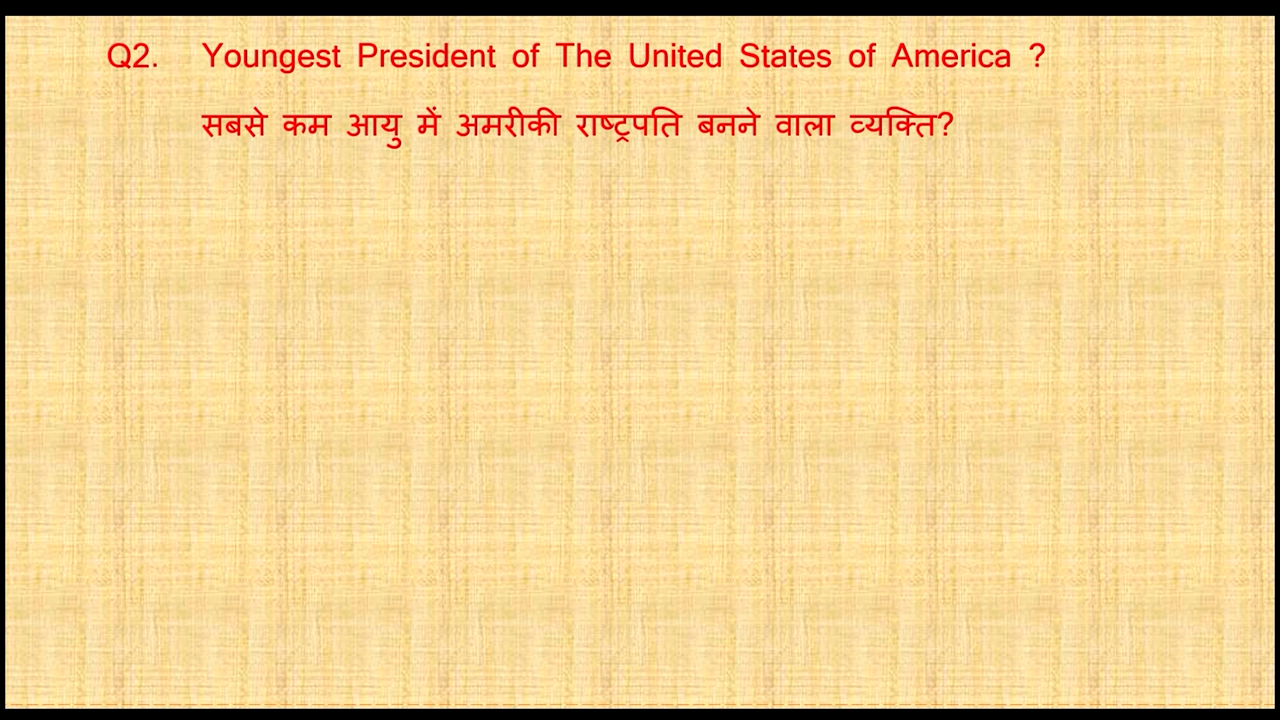 Q2. Youngest President of The United States of America ?
सबसे कम आयु में अमरीकी राष्ट्रपति बनने वाला व्यक्ति?